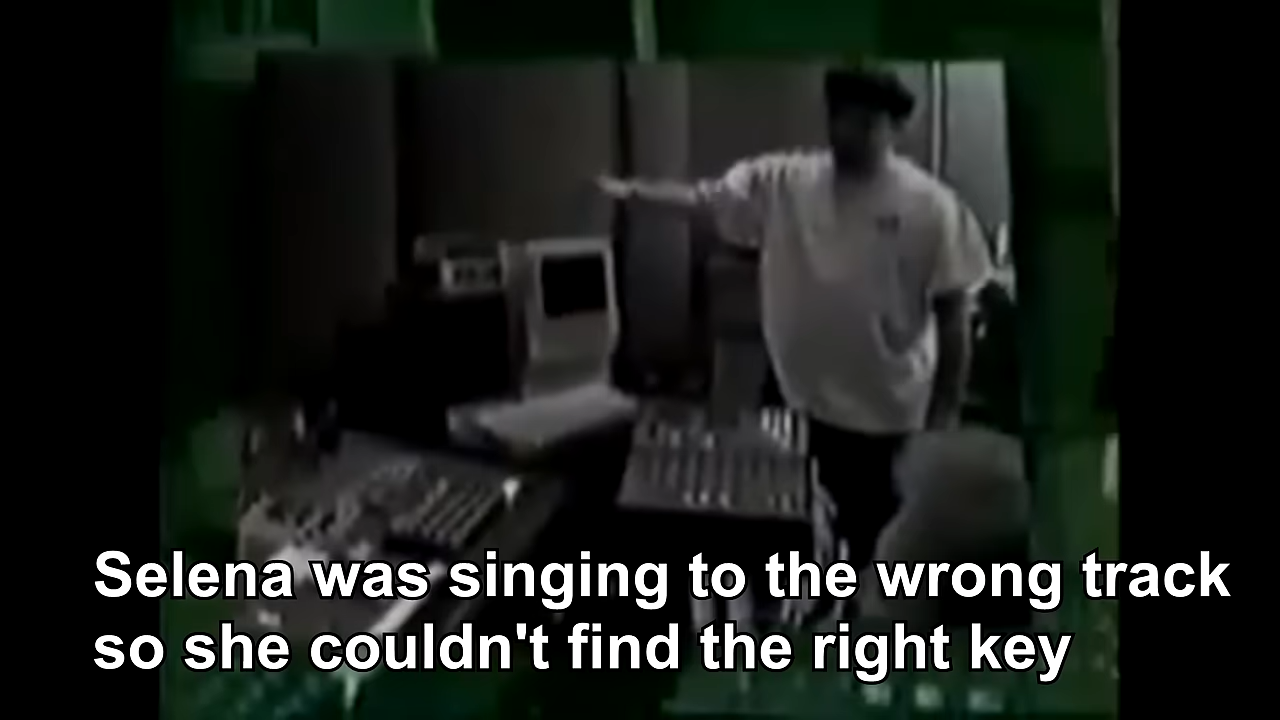 Selena was singing to the wrong track
so she couldn't find the right key